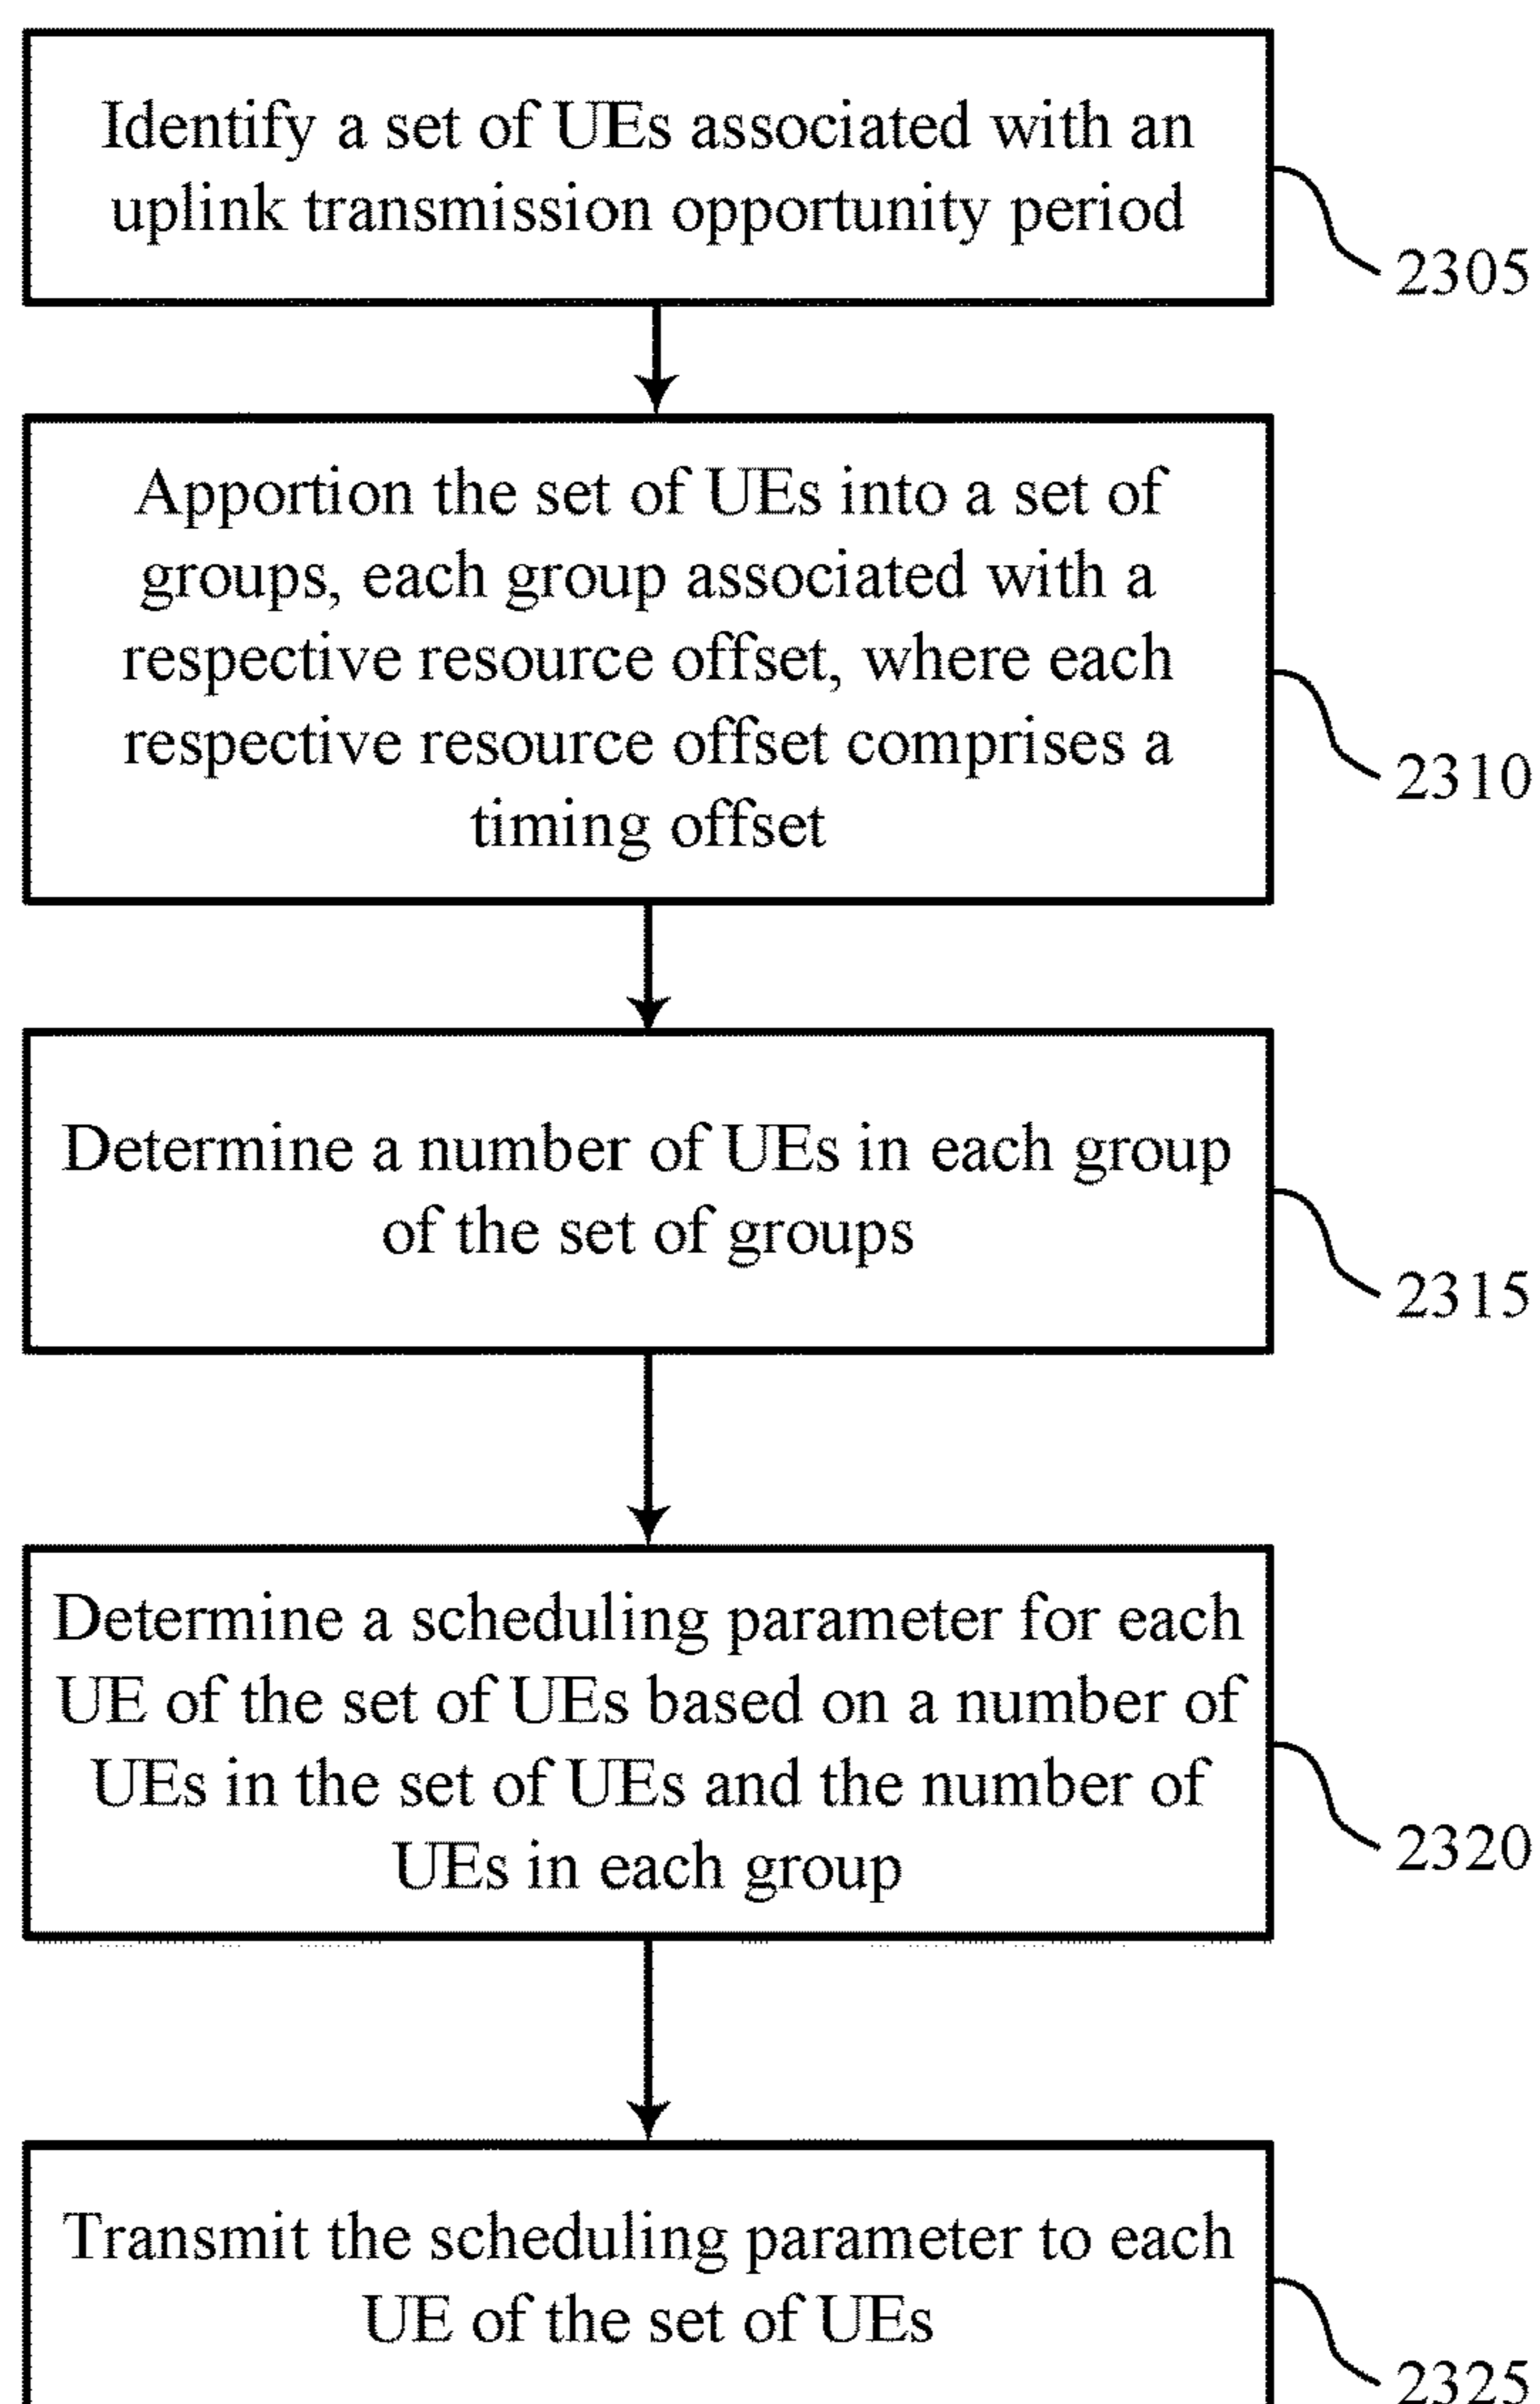 Identify a set of UEs associated with an
uplink transmission opportunity period
2305
Apportion the set of UEs into a set of
groups, each group associated with a
respective resource offset, where each
respective resource offset comprises a
timing offset
2310
Determine a number of UEs in each group
of the set of groups
2315
Determine a scheduling parameter for each
UE of the set of UEs based on a number of
UEs in the set of UEs and the number of
UEs in each group
2320
Transmit the scheduling parameter to each
UE of the set of UEs
2325